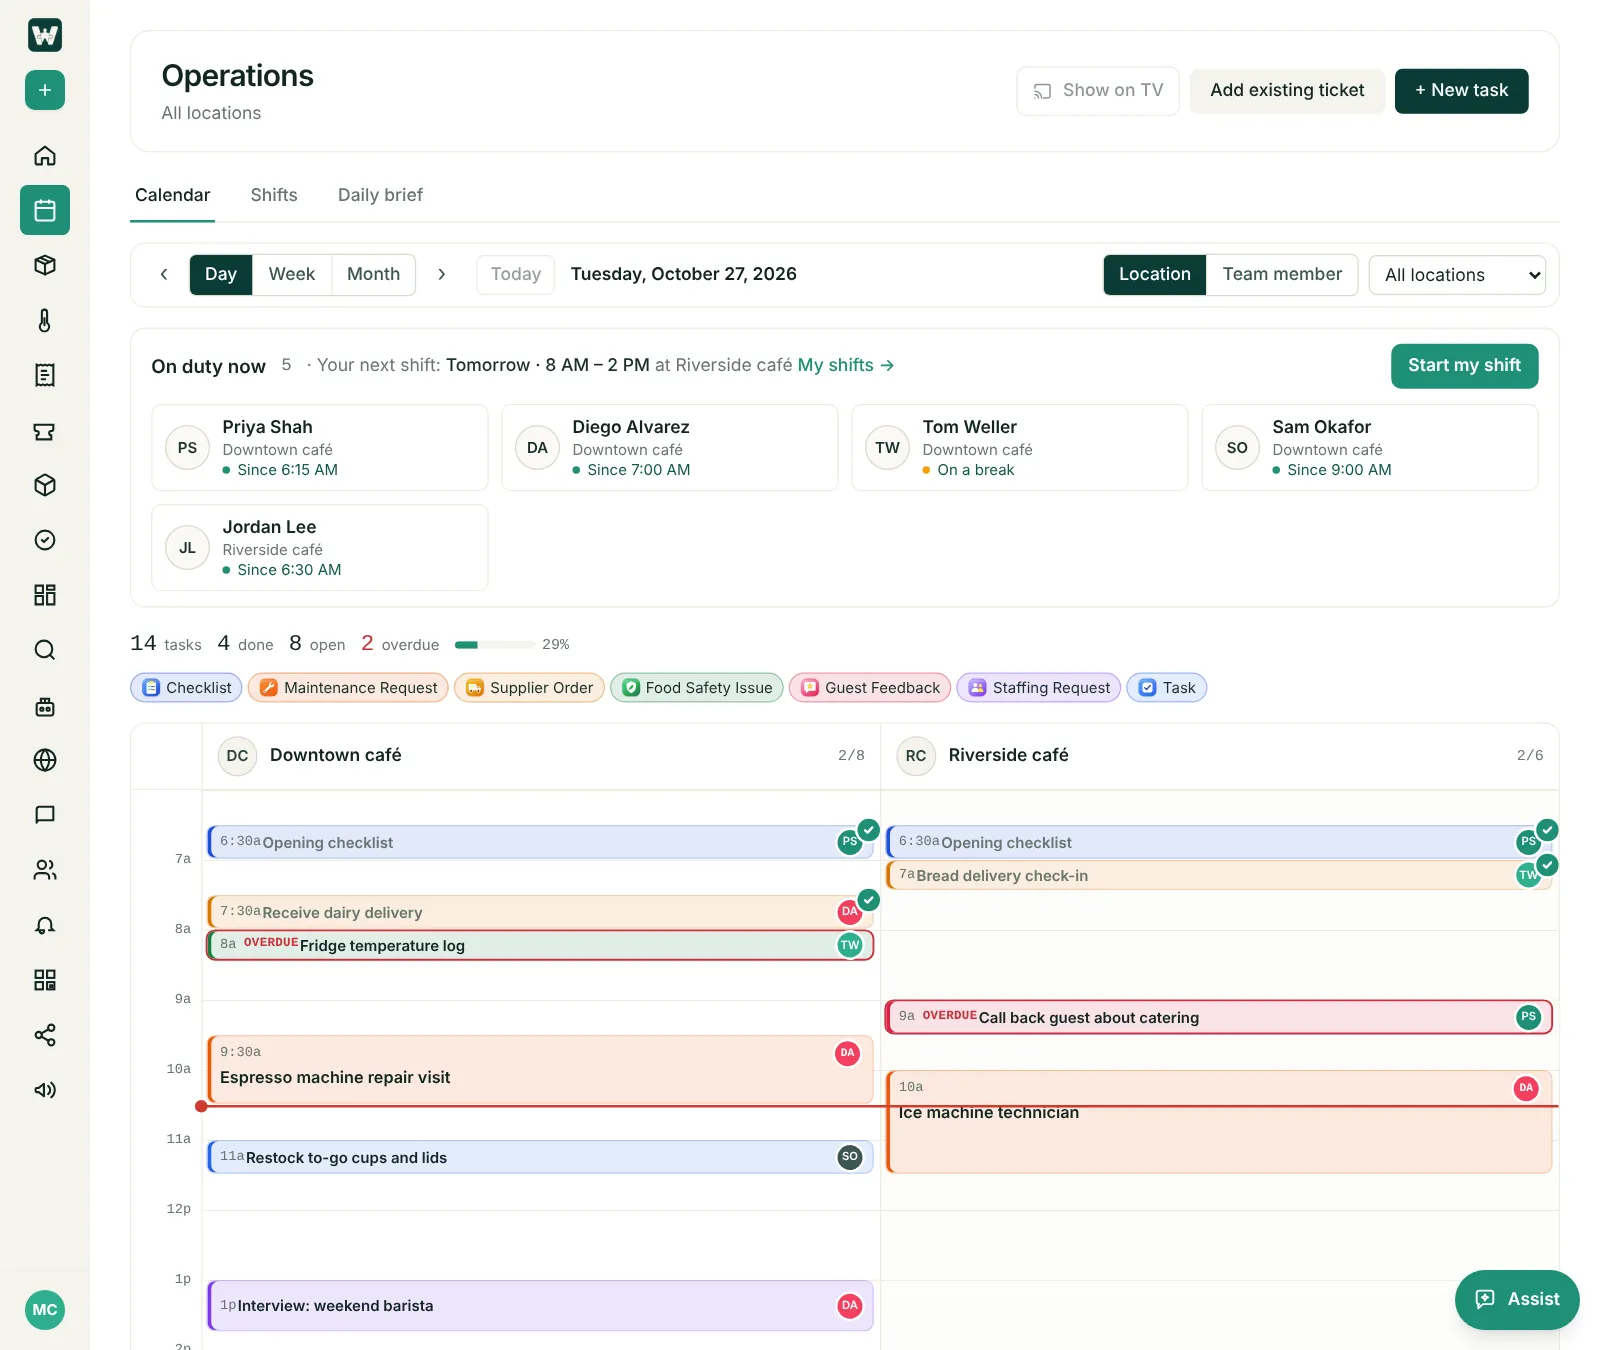 W
+
Operations
All locations
Show on TV
Add existing ticket
+ New task
Calendar
Shifts
Daily brief
Day
Week
Month
Today
Tuesday, October 27, 2026
Location
Team member
All locations
On duty now 5 · Your next shift: Tomorrow · 8 AM – 2 PM at Riverside café My shifts →
Start my shift
PS
Priya Shah
Downtown café
Since 6:15 AM
DA
Diego Alvarez
Downtown café
Since 7:00 AM
TW
Tom Weller
Downtown café
On a break
SO
Sam Okafor
Downtown café
Since 9:00 AM
JL
Jordan Lee
Riverside café
Since 6:30 AM
14 tasks 4 done 8 open 2 overdue 29%
Checklist
Maintenance Request
Supplier Order
Food Safety Issue
Guest Feedback
Staffing Request
Task
DC Downtown café 2/8
RC Riverside café 2/6
6:30a Opening checklist PS
6:30a Opening checklist PS
7a
7a Bread delivery check-in TW
7:30a Receive dairy delivery DA
8a
8a OVERDUE Fridge temperature log TW
9a
9a OVERDUE Call back guest about catering PS
9:30a DA
Espresso machine repair visit
10a
10a DA
Ice machine technician
11a
11a Restock to-go cups and lids SO
12p
1p
1p Interview: weekend barista DA
2p
MC
Assist